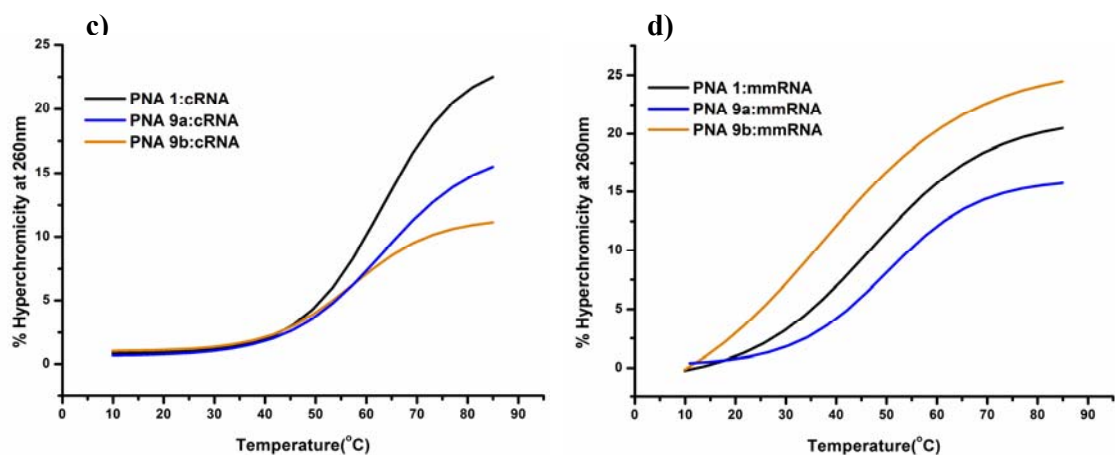 c)
25
20
15
10
5
0
% Hyperchromicity at 260nm
PNA 1:cRNA
PNA 9a:cRNA
PNA 9b:cRNA
0 10 20 30 40 50 60 70 80 90
Temperature(°C)
d)
25
20
15
10
5
0
% Hyperchromicity at 260nm
PNA 1:mmRNA
PNA 9a:mmRNA
PNA 9b:mmRNA
0 10 20 30 40 50 60 70 80 90
Temperature(°C)